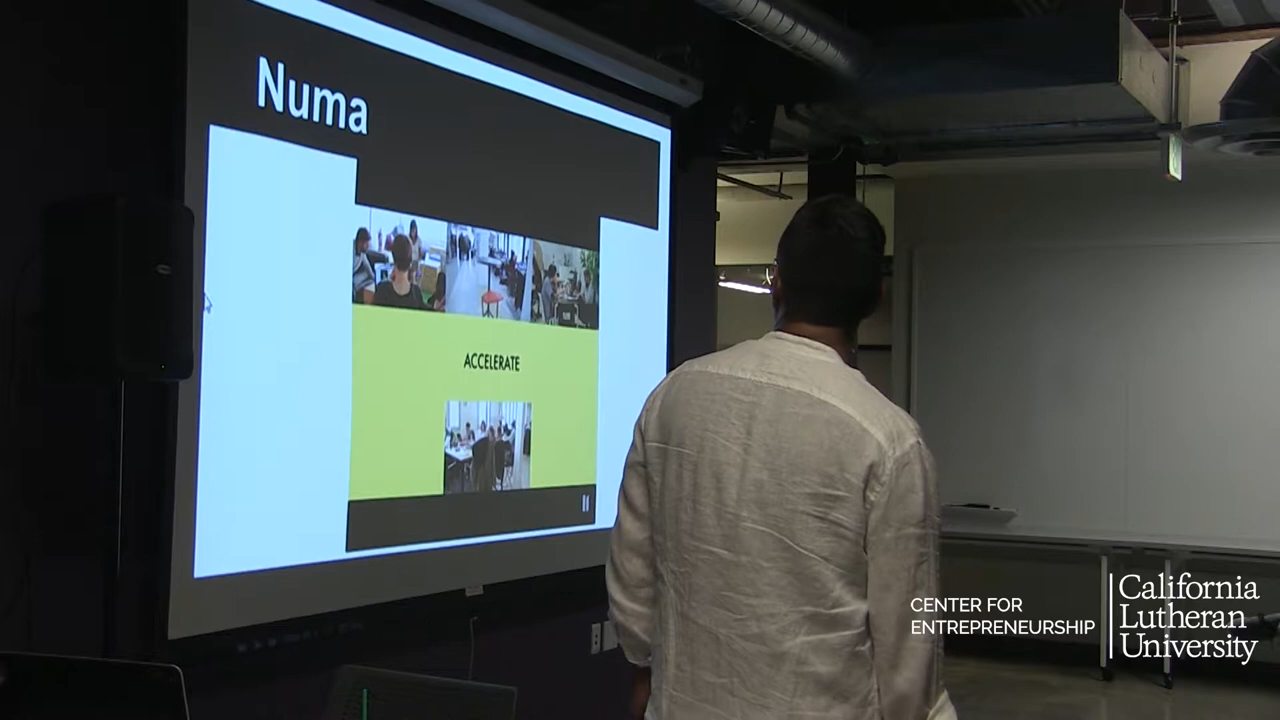 Numa
ACCELERATE
CENTER FOR
ENTREPRENEURSHIP
California
Lutheran
University